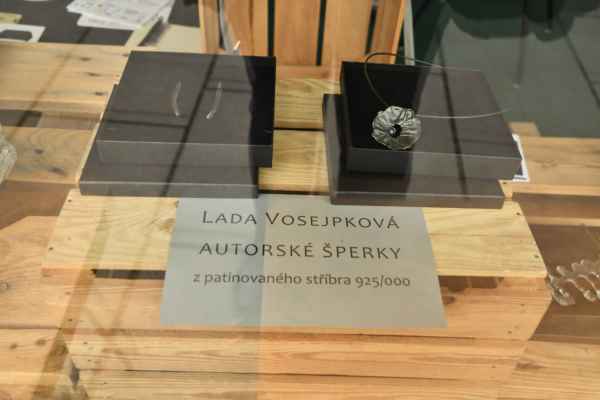 LADA VOSEJPKOVÁ
AUTORSKÉ ŠPERKY
z patinovaného stříbra 925/000